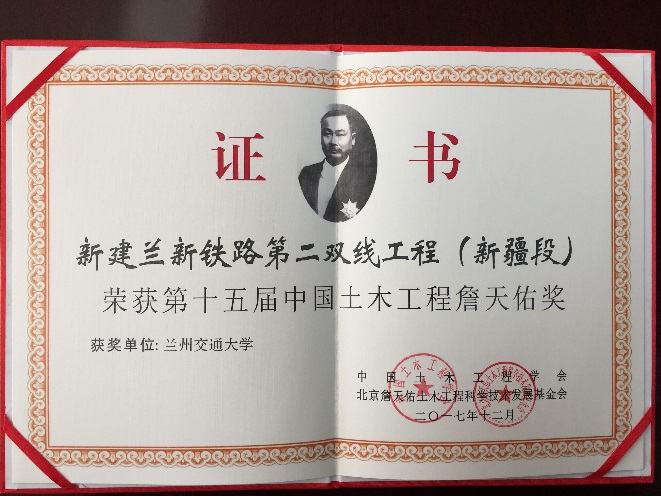 证书
新建兰新铁路第二双线工程（新疆段）
荣获第十五届中国土木工程詹天佑奖
获奖单位: 兰州交通大学
中国土木工程学会
北京詹天佑土木工程科学技术发展基金会
二〇一七年十二月